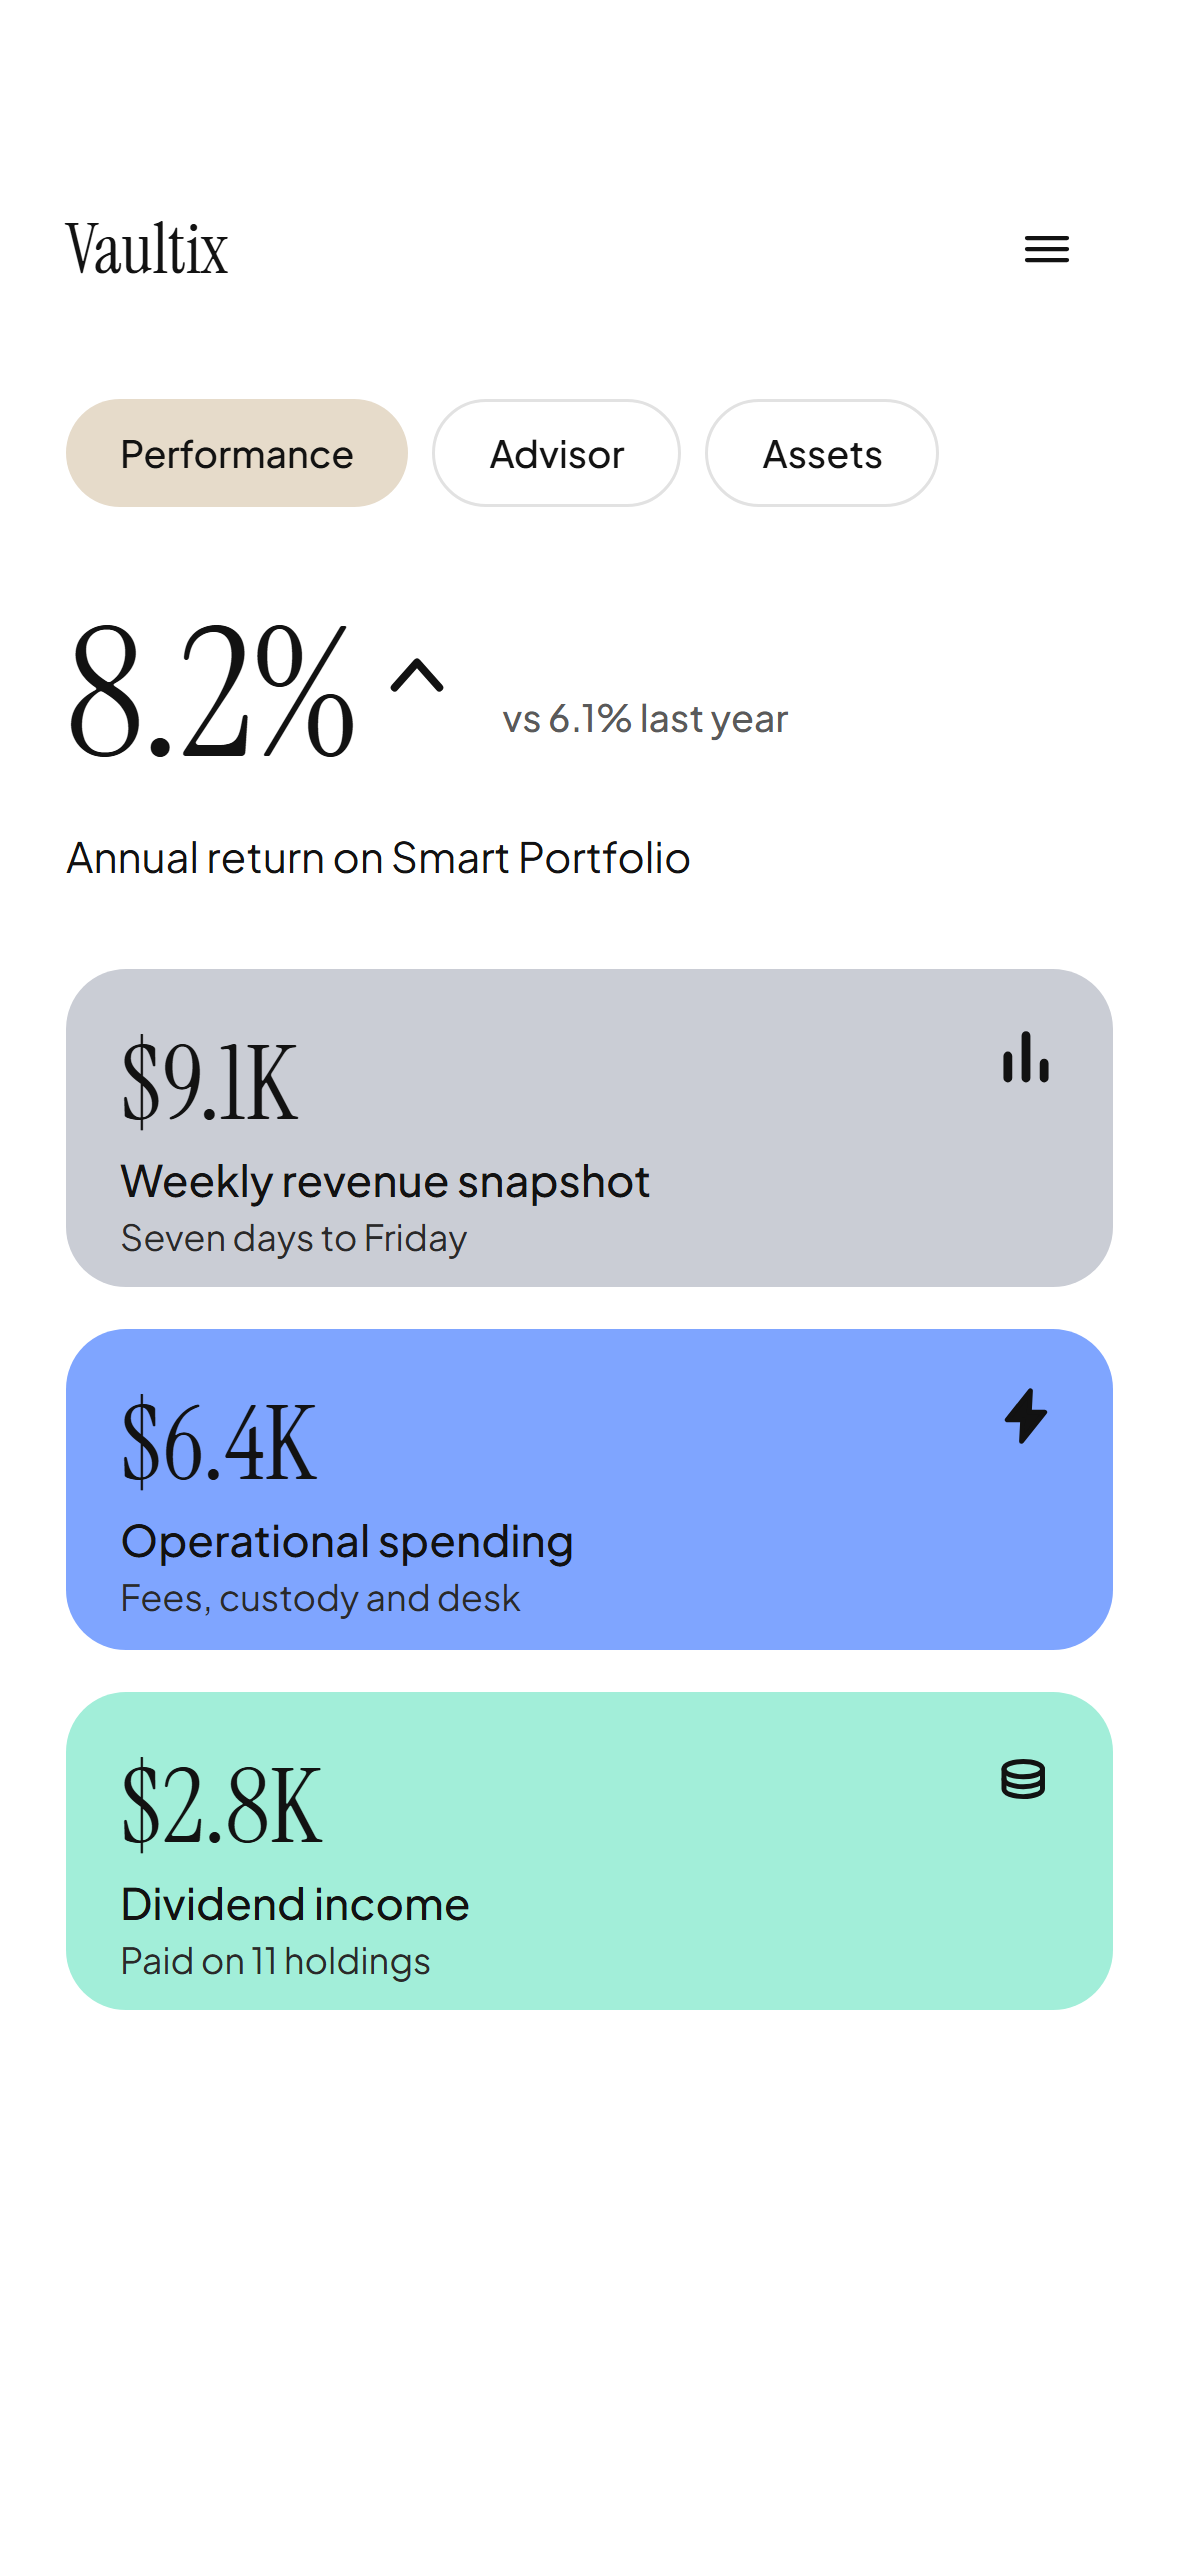 Vaultix
Performance
Advisor
Assets
8.2%
vs 6.1% last year
Annual return on Smart Portfolio
$9.1K
Weekly revenue snapshot
Seven days to Friday
$6.4K
Operational spending
Fees, custody and desk
$2.8K
Dividend income
Paid on 11 holdings